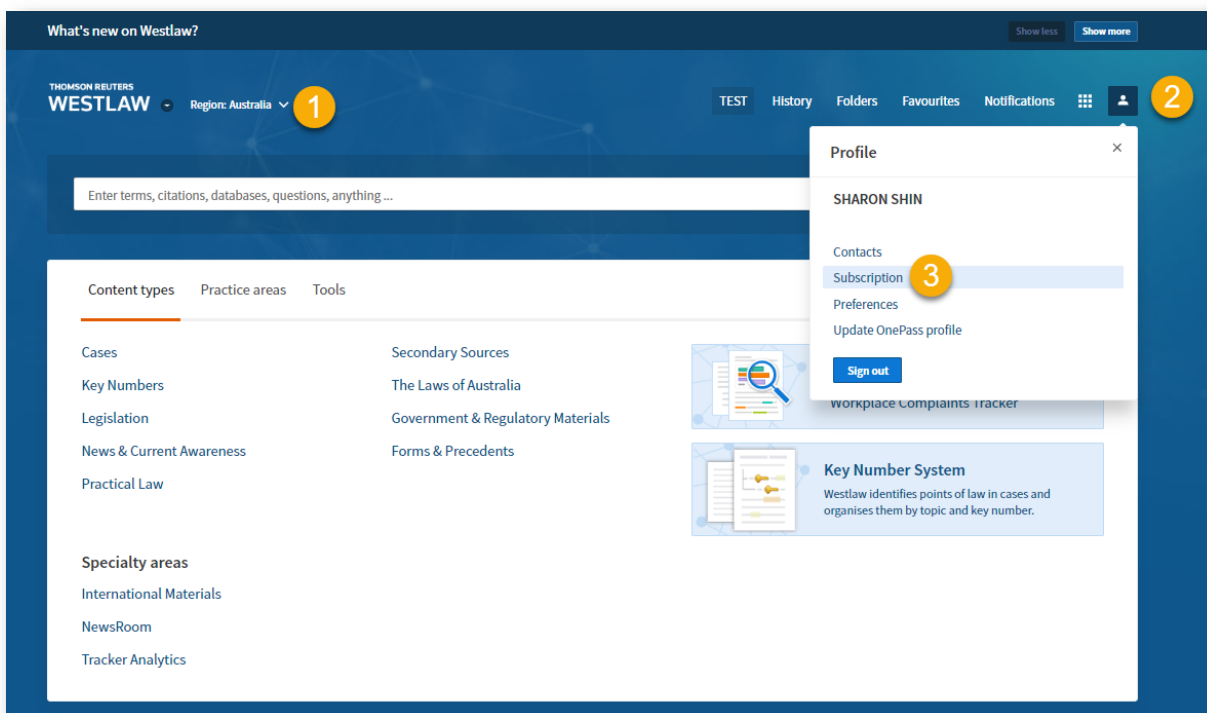 What's new on Westlaw?
Show less
Show more
THOMSON REUTERS
WESTLAW
Region: Australia
1
TEST
History
Folders
Favourites
Notifications
2
Enter terms, citations, databases, questions, anything ...
Profile
SHARON SHIN
Contacts
Subscription
3
Preferences
Update OnePass profile
Sign out
Content types
Practice areas
Tools
Cases
Key Numbers
Legislation
News & Current Awareness
Practical Law
Secondary Sources
The Laws of Australia
Government & Regulatory Materials
Forms & Precedents
Workplace Complaints Tracker
Key Number System
Westlaw identifies points of law in cases and
organises them by topic and key number.
Specialty areas
International Materials
NewsRoom
Tracker Analytics